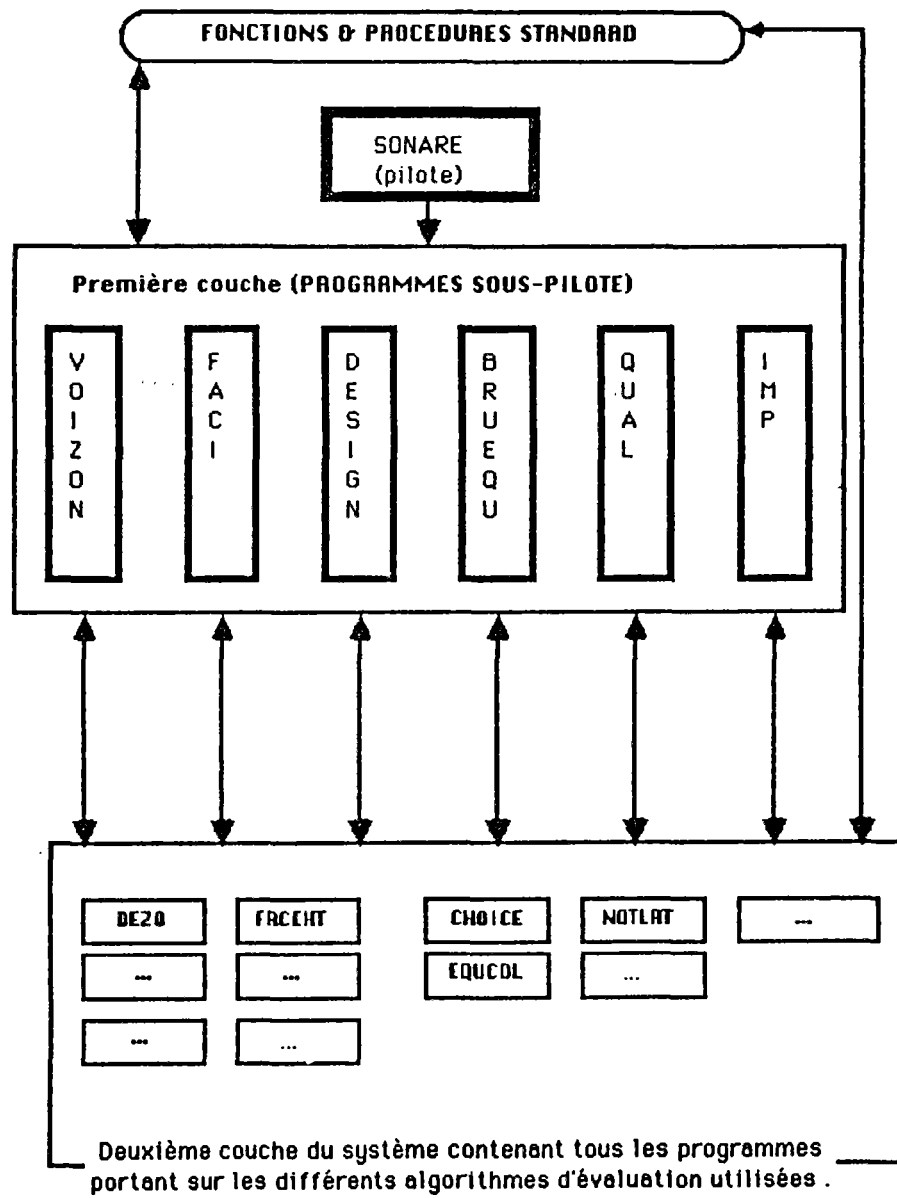 FONCTIONS & PROCEDURES STANDARD
SONARE
(pilote)
Première couche (PROGRAMMES SOUS-PILOTE)
VOIZON
FACI
DESIGN
BRUEQU
QUAL
IMP
DEZO
FACEHT
CHOICE
NOTLAT
...
...
...
EQUCOL
...
...
...
Deuxième couche du système contenant tous les programmes
portant sur les différents algorithmes d'évaluation utilisées .